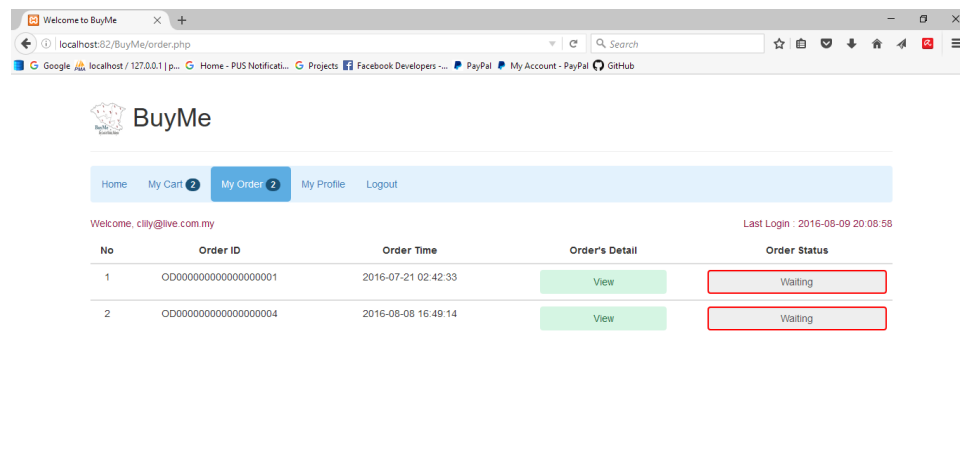 Welcome to BuyMe
localhost:82/BuyMe/order.php
Search
Google localhost / 127.0.0.1 | p... Home - PUS Notificati... Projects Facebook Developers -... PayPal My Account - PayPal GitHub
BuyMe
Home My Cart 2 My Order 2 My Profile Logout
Welcome, clily@live.com.my Last Login : 2016-08-09 20:08:58
No Order ID Order Time Order's Detail Order Status
1 OD000000000000000001 2016-07-21 02:42:33 View Waiting
2 OD000000000000000004 2016-08-08 16:49:14 View Waiting